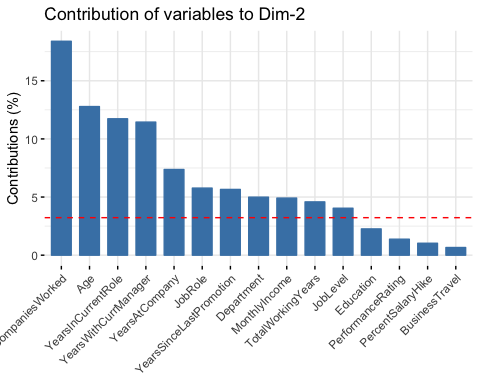 Contribution of variables to Dim-2
Contributions (%)
15
10
5
0
Age
YearsInCurrentRole
YearsWithCurrManager
YearsAtCompany
JobRole
YearsSinceLastPromotion
Department
MonthlyIncome
TotalWorkingYears
JobLevel
Education
PerformanceRating
PercentSalaryHike
BusinessTravel